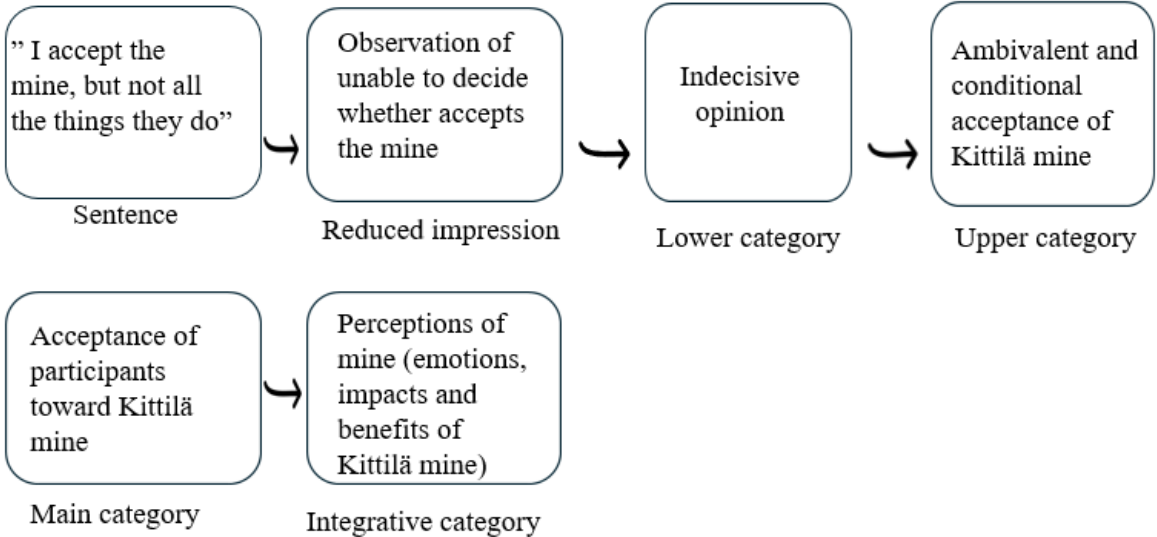 ” I accept the
mine, but not all
the things they do”
Sentence
Observation of
unable to decide
whether accepts
the mine
Reduced impression
Indecisive
opinion
Lower category
Ambivalent and
conditional
acceptance of
Kittilä mine
Upper category
Acceptance of
participants
toward Kittilä
mine
Main category
Perceptions of
mine (emotions,
impacts and
benefits of
Kittilä mine)
Integrative category